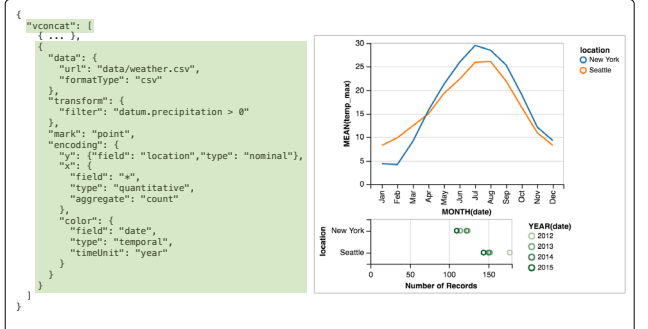 {
"vconcat": [
{ ... },
{
"data": {
"url": "data/weather.csv",
"formatType": "csv"
},
"transform": {
"filter": "datum.precipitation > 0"
},
"mark": "point",
"encoding": {
"y": {"field": "location","type": "nominal"},
"x": {
"field": "*",
"type": "quantitative",
"aggregate": "count"
},
"color": {
"field": "date",
"type": "temporal",
"timeUnit": "year"
}
}
}
]
}
MEAN(temp_max)
30
25
20
15
10
5
0
Jan Feb Mar Apr May Jun Jul Aug Sep Oct Nov Dec
MONTH(date)
location
New York
Seattle
location
New York
Seattle
0 50 100 150
Number of Records
YEAR(date)
2012
2013
2014
2015